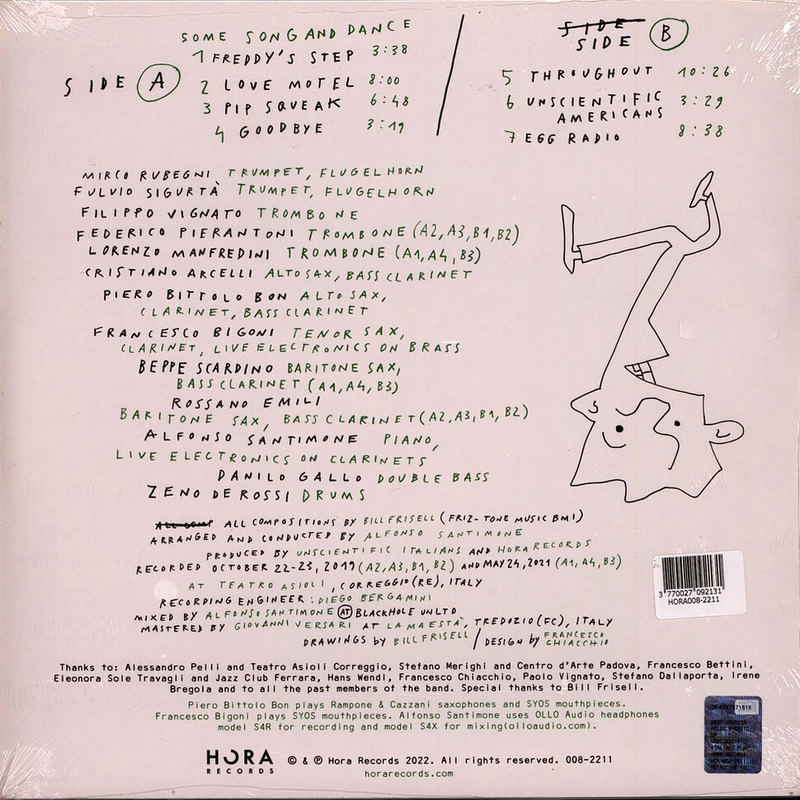 SOME SONG AND DANCE
SIDE A
1 FREDDY'S STEP 3:38
2 LOVE MOTEL 8:00
3 PIP SQUEAK 6:48
4 GOODBYE 3:19
SIDE
SIDE B
5 THROUGHOUT 10:26
6 UNSCIENTIFIC AMERICANS 3:29
7 EGG RADIO 8:38
MIRCO RUBEGNI TRUMPET, FLUGELHORN
FULVIO SIGURTÀ TRUMPET, FLUGELHORN
FILIPPO VIGNATO TROMBONE
FEDERICO PIERANTONI TROMBONE (A2,A3,B1,B2)
LORENZO MANFREDINI TROMBONE (A1,A4,B3)
CRISTIANO ARCELLI ALTO SAX, BASS CLARINET
PIERO BITTOLO BON ALTO SAX,
CLARINET, BASS CLARINET
FRANCESCO BIGONI TENOR SAX,
CLARINET, LIVE ELECTRONICS ON BRASS
BEPPE SCARDINO BARITONE SAX,
BASS CLARINET (A1,A4,B3)
ROSSANO EMILI
BARITONE SAX, BASS CLARINET (A2,A3,B1,B2)
ALFONSO SANTIMONE PIANO,
LIVE ELECTRONICS ON CLARINETS
DANILO GALLO DOUBLE BASS
ZENO DE ROSSI DRUMS
ALL COMPOSITIONS BY BILL FRISELL (FRIZ-TONE MUSIC BMI)
ARRANGED AND CONDUCTED BY ALFONSO SANTIMONE
PRODUCED BY UNSCIENTIFIC ITALIANS AND HORA RECORDS
RECORDED OCTOBER 22-23, 2019 (A2,A3,B1,B2) AND MAY 24, 2021 (A1,A4,B3)
AT TEATRO ASIOLI, CORREGGIO (RE), ITALY
RECORDING ENGINEER: DIEGO BERGAMINI
MIXED BY ALFONSO SANTIMONE AT BLACKHOLE UNLTD
MASTERED BY GIOVANNI VERSARI AT LA MAESTÀ, TREDOZIO (FC), ITALY
DRAWINGS BY BILL FRISELL / DESIGN BY FRANCESCO CHIACCHIO
3 770027 092131
HORA008-2211
Thanks to: Alessandro Pelli and Teatro Asioli Correggio, Stefano Merighi and Centro d'Arte Padova, Francesco Bettini,
Eleonora Sole Travagli and Jazz Club Ferrara, Hans Wendl, Francesco Chiacchio, Paolo Vignato, Stefano Dallaporta, Irene
Bregola and to all the past members of the band. Special thanks to Bill Frisell.
Piero Bittolo Bon plays Rampone & Cazzani saxophones and SYOS mouthpieces.
Francesco Bigoni plays SYOS mouthpieces. Alfonso Santimone uses OLLO Audio headphones
model S4R for recording and model S4X for mixing(olloaudio.com).
HORA
RECORDS
© & ℗ Hora Records 2022. All rights reserved. 008-2211
horarecords.com